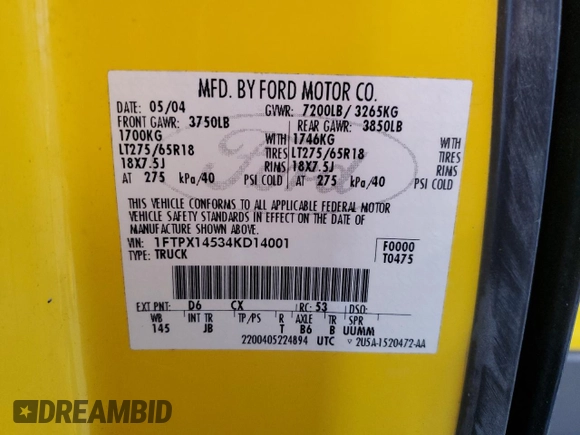 MFD. BY FORD MOTOR CO.
DATE: 05/04 GVWR: 7200LB / 3265KG
FRONT GAWR: 3750LB REAR GAWR: 3850LB
1700KG WITH 1746KG WITH
LT275/65R18 TIRES LT275/65R18 TIRES
18X7.5J RIMS 18X7.5J RIMS
AT 275 kPa/40 PSI COLD AT 275 kPa/40 PSI COLD
Ford
THIS VEHICLE CONFORMS TO ALL APPLICABLE FEDERAL MOTOR
VEHICLE SAFETY STANDARDS IN EFFECT ON THE DATE OF
MANUFACTURE SHOWN ABOVE.
VIN: 1FTPX14534KD14001 F0000
TYPE: TRUCK T0475
EXT PNT: D6 CX RC: 53 DSO:
WB INT TR TP/PS R AXLE TR SPR
145 JB T B6 B UUMM
2200405224894 UTC 2U5A-1520472-AA
DREAMBID